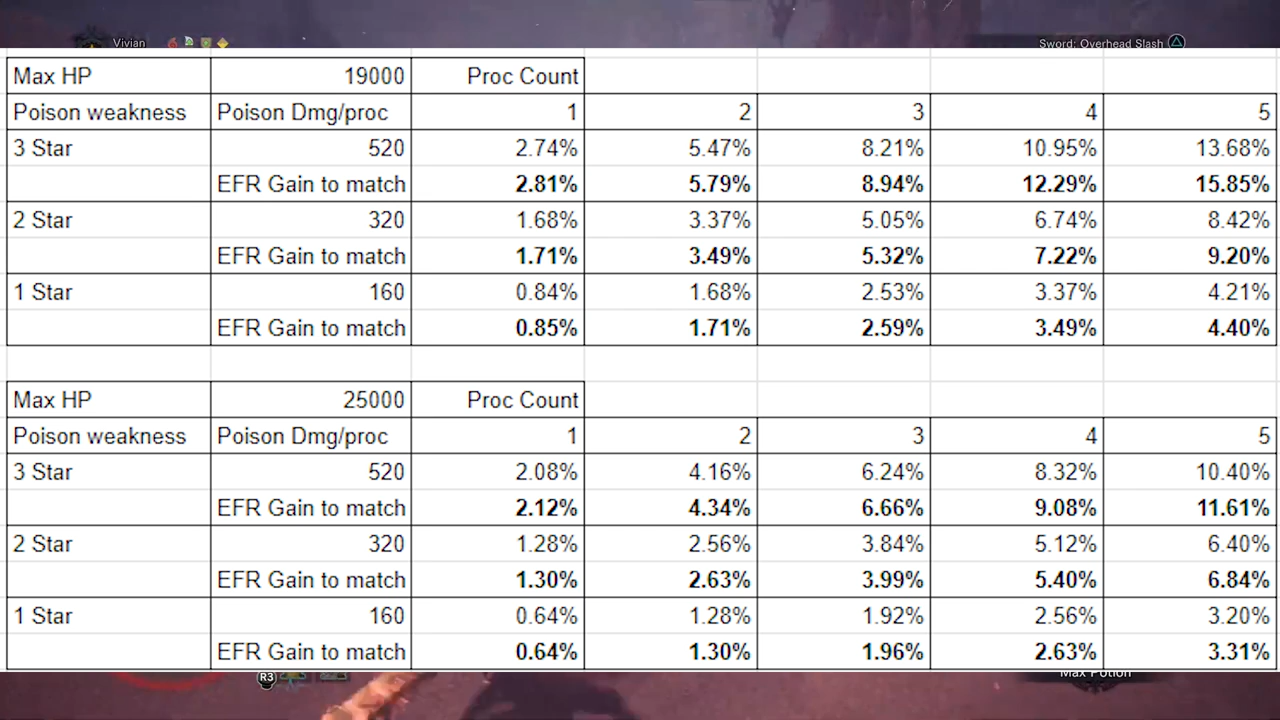 Vivian
Sword: Overhead Slash
Max HP 19000 Proc Count
Poison weakness Poison Dmg/proc 1 2 3 4 5
3 Star 520 2.74% 5.47% 8.21% 10.95% 13.68%
EFR Gain to match 2.81% 5.79% 8.94% 12.29% 15.85%
2 Star 320 1.68% 3.37% 5.05% 6.74% 8.42%
EFR Gain to match 1.71% 3.49% 5.32% 7.22% 9.20%
1 Star 160 0.84% 1.68% 2.53% 3.37% 4.21%
EFR Gain to match 0.85% 1.71% 2.59% 3.49% 4.40%
Max HP 25000 Proc Count
Poison weakness Poison Dmg/proc 1 2 3 4 5
3 Star 520 2.08% 4.16% 6.24% 8.32% 10.40%
EFR Gain to match 2.12% 4.34% 6.66% 9.08% 11.61%
2 Star 320 1.28% 2.56% 3.84% 5.12% 6.40%
EFR Gain to match 1.30% 2.63% 3.99% 5.40% 6.84%
1 Star 160 0.64% 1.28% 1.92% 2.56% 3.20%
EFR Gain to match 0.64% 1.30% 1.96% 2.63% 3.31%
R3
Max Potion